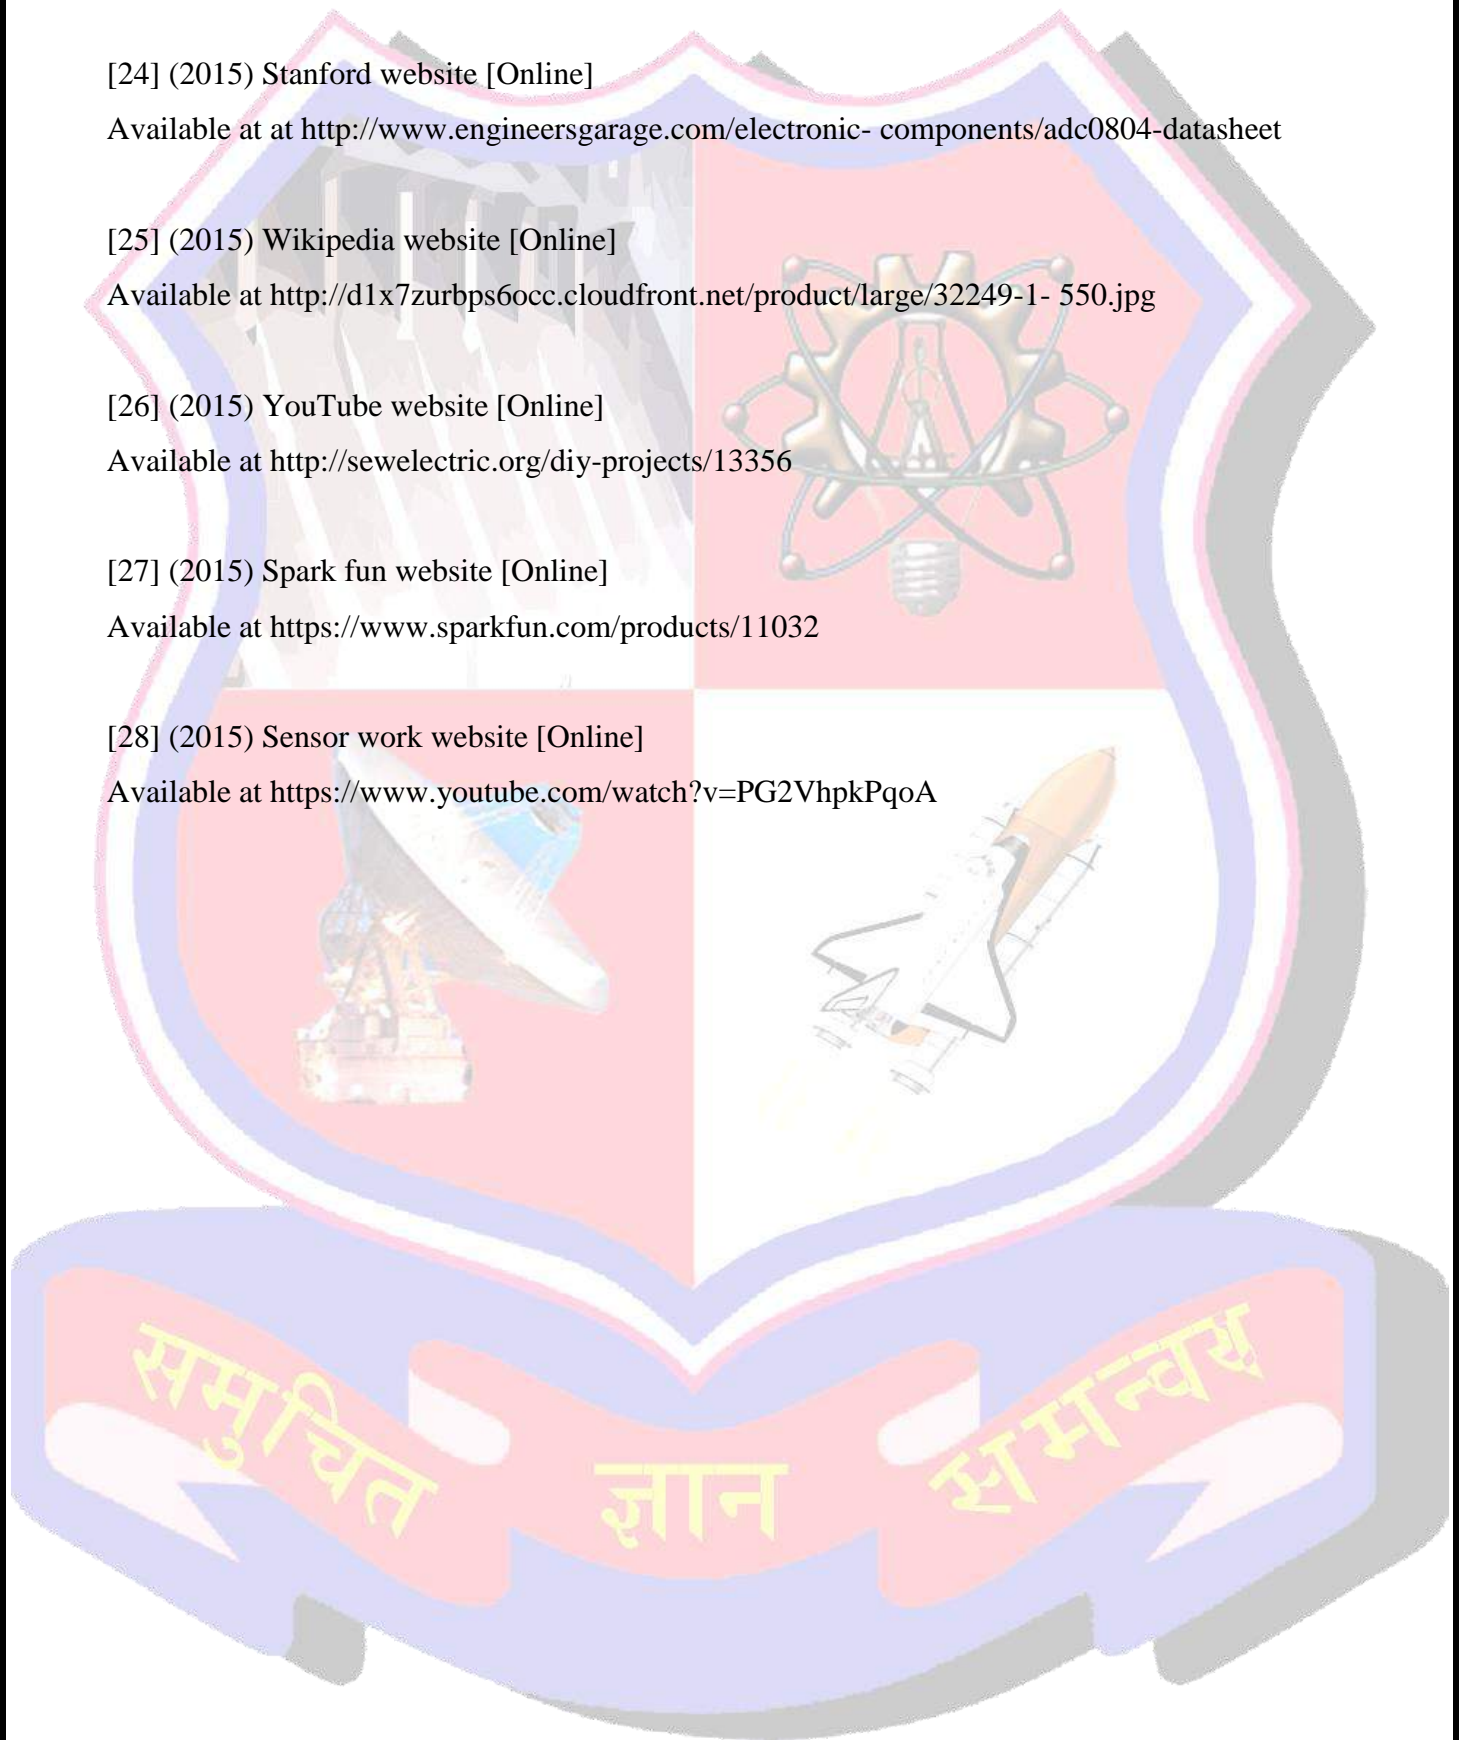 [24] (2015) Stanford website [Online]
Available at at http://www.engineersgarage.com/electronic- components/adc0804-datasheet
[25] (2015) Wikipedia website [Online]
Available at http://d1x7zurbps6occ.cloudfront.net/product/large/32249-1- 550.jpg
[26] (2015) YouTube website [Online]
Available at http://sewelectric.org/diy-projects/13356
[27] (2015) Spark fun website [Online]
Available at https://www.sparkfun.com/products/11032
[28] (2015) Sensor work website [Online]
Available at https://www.youtube.com/watch?v=PG2VhpkPqoA
समुचित ज्ञान समन्वय